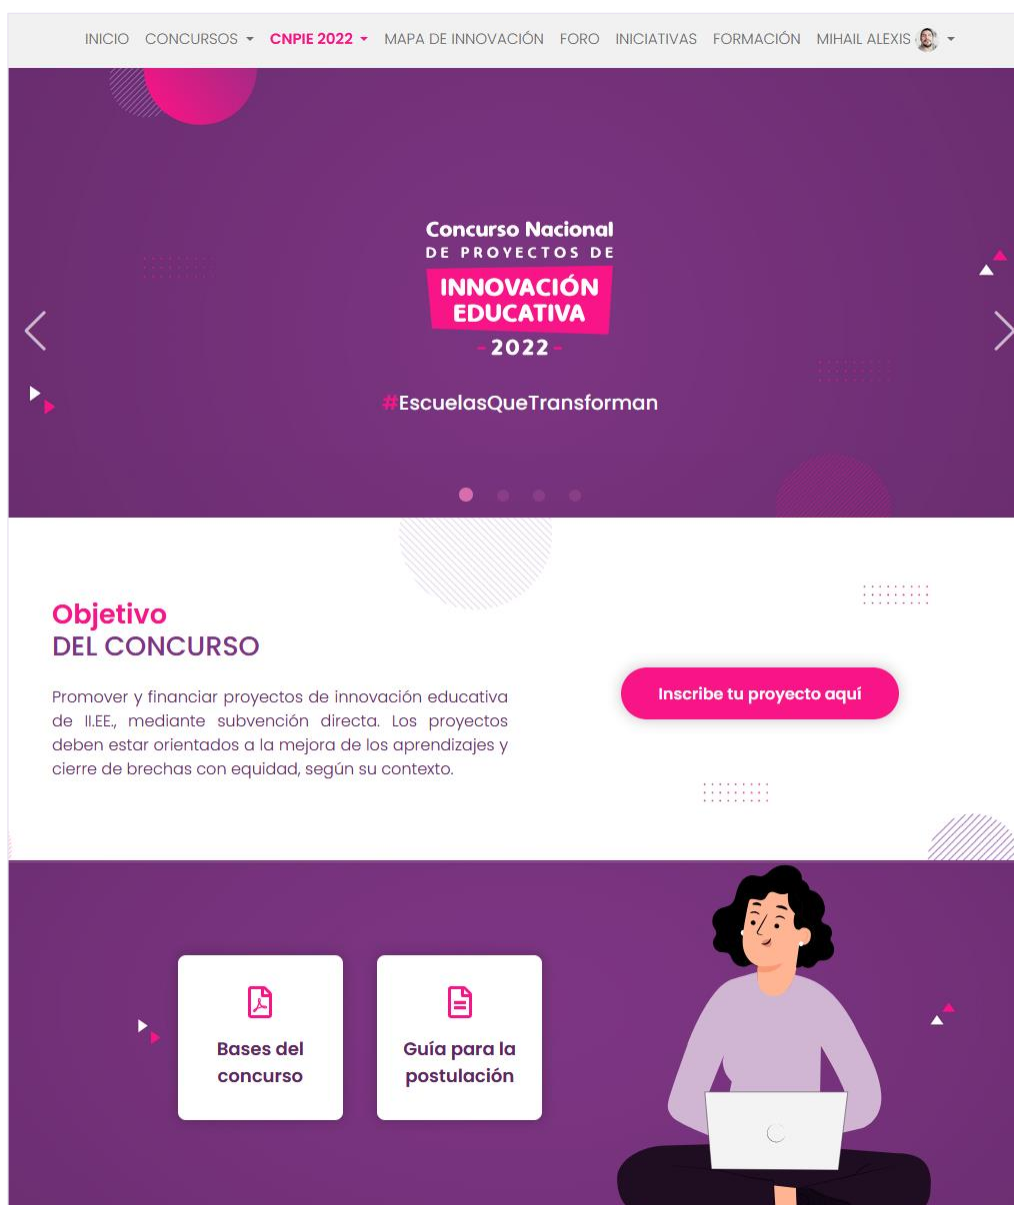 INICIO CONCURSOS CNPIE 2022 MAPA DE INNOVACIÓN FORO INICIATIVAS FORMACIÓN MIHAIL ALEXIS
Concurso Nacional
DE PROYECTOS DE
INNOVACIÓN
EDUCATIVA
- 2022 -
#EscuelasQueTransforman
Objetivo
DEL CONCURSO
Promover y financiar proyectos de innovación educativa
de II.EE., mediante subvención directa. Los proyectos
deben estar orientados a la mejora de los aprendizajes y
cierre de brechas con equidad, según su contexto.
Inscribe tu proyecto aquí
Bases del
concurso
Guía para la
postulación